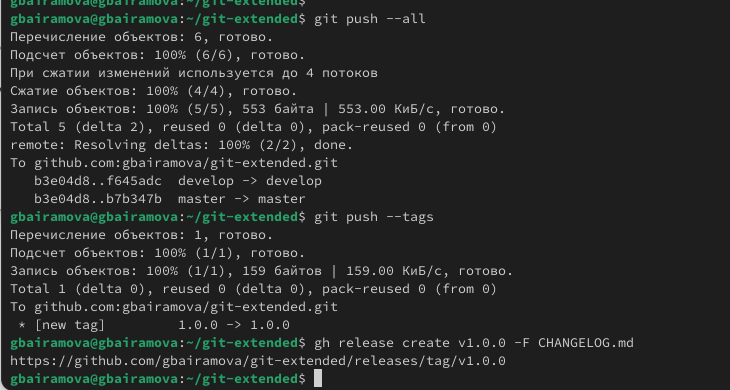 gbairamova@gbairamova:~/git-extended$
gbairamova@gbairamova:~/git-extended$ git push --all
Перечисление объектов: 6, готово.
Подсчет объектов: 100% (6/6), готово.
При сжатии изменений используется до 4 потоков
Сжатие объектов: 100% (4/4), готово.
Запись объектов: 100% (5/5), 553 байта | 553.00 КиБ/с, готово.
Total 5 (delta 2), reused 0 (delta 0), pack-reused 0 (from 0)
remote: Resolving deltas: 100% (2/2), done.
To github.com:gbairamova/git-extended.git
   b3e04d8..f645adc  develop -> develop
   b3e04d8..b7b347b  master -> master
gbairamova@gbairamova:~/git-extended$ git push --tags
Перечисление объектов: 1, готово.
Подсчет объектов: 100% (1/1), готово.
Запись объектов: 100% (1/1), 159 байтов | 159.00 КиБ/с, готово.
Total 1 (delta 0), reused 0 (delta 0), pack-reused 0 (from 0)
To github.com:gbairamova/git-extended.git
 * [new tag]         1.0.0 -> 1.0.0
gbairamova@gbairamova:~/git-extended$ gh release create v1.0.0 -F CHANGELOG.md
https://github.com/gbairamova/git-extended/releases/tag/v1.0.0
gbairamova@gbairamova:~/git-extended$